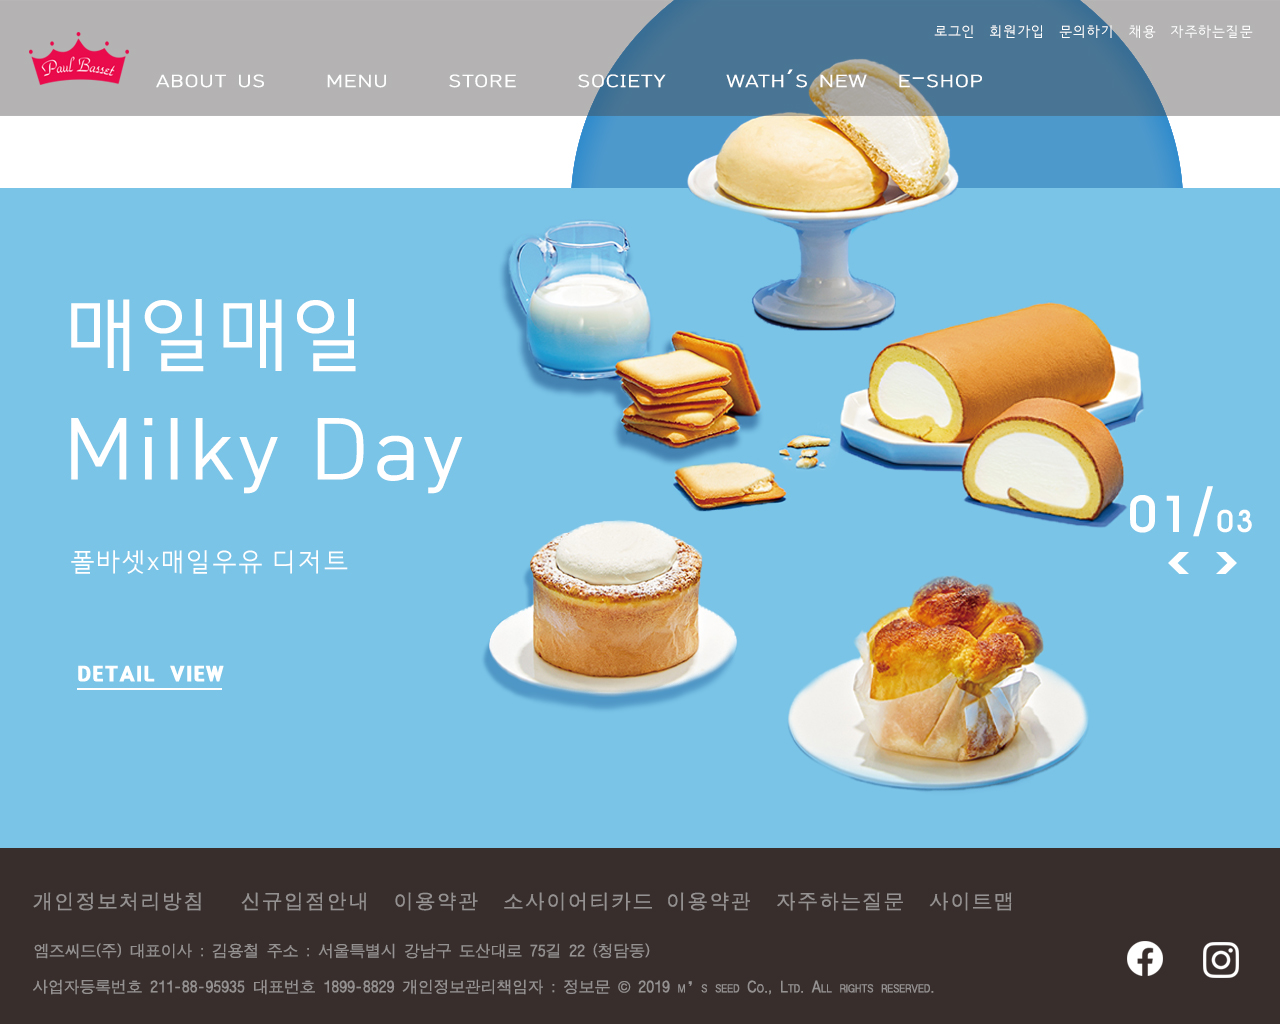 로그인 회원가입 문의하기 채용 자주하는질문
Paul Basset
ABOUT US MENU STORE SOCIETY WATH´S NEW E-SHOP
매일매일
Milky Day
01/03
폴바셋x매일우유 디저트
DETAIL VIEW
개인정보처리방침 신규입점안내 이용약관 소사이어티카드 이용약관 자주하는질문 사이트맵
엠즈씨드(주) 대표이사 : 김용철 주소 : 서울특별시 강남구 도산대로 75길 22 (청담동)
사업자등록번호 211-88-95935 대표번호 1899-8829 개인정보관리책임자 : 정보문 © 2019 M’S SEED Co., Ltd. All rights reserved.